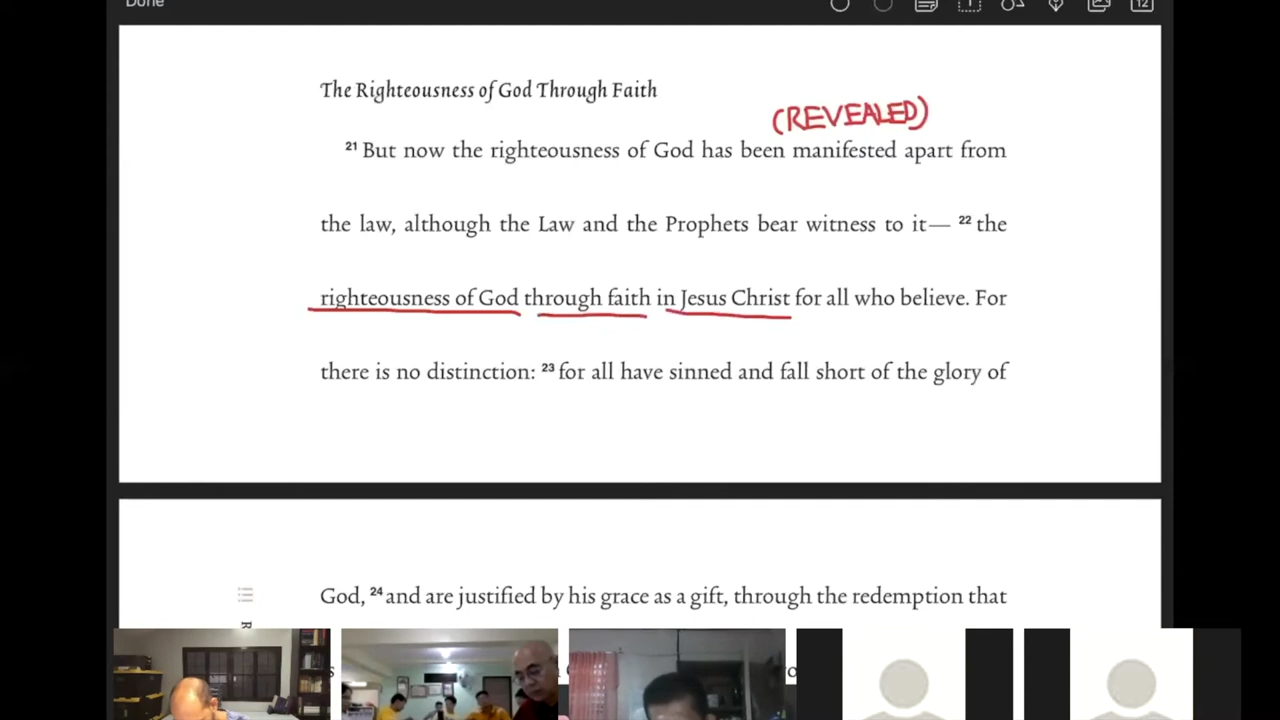 Done
12
The Righteousness of God Through Faith
(REVEALED)
21 But now the righteousness of God has been manifested apart from
the law, although the Law and the Prophets bear witness to it— 22 the
righteousness of God through faith in Jesus Christ for all who believe. For
there is no distinction: 23 for all have sinned and fall short of the glory of
God, 24 and are justified by his grace as a gift, through the redemption that